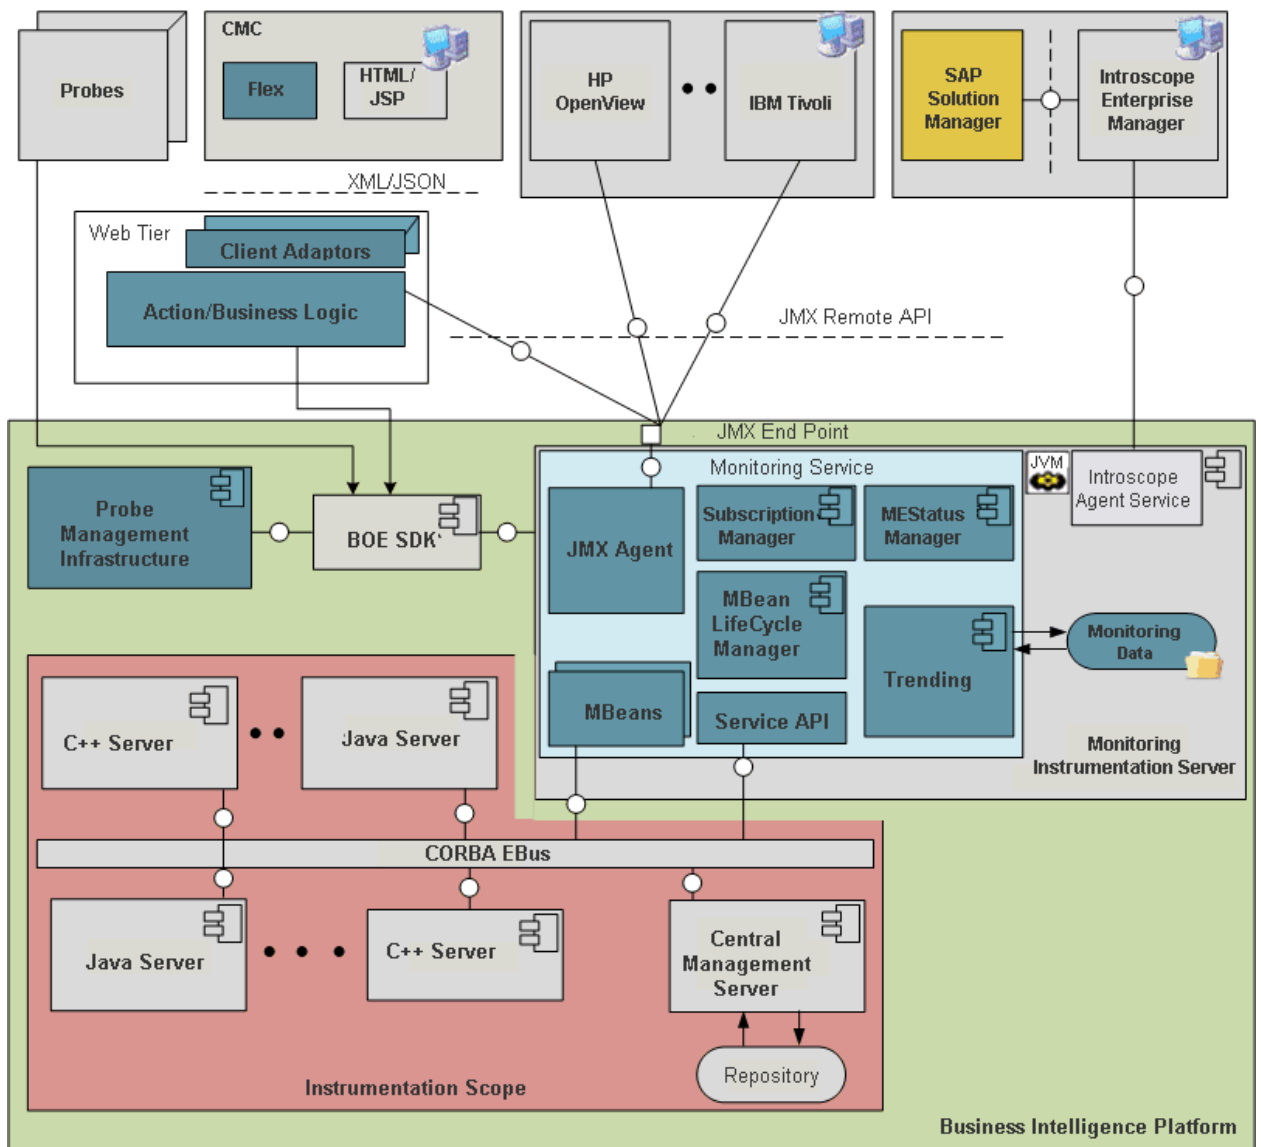 Probes
CMC
Flex
HTML/
JSP
HP
OpenView
IBM Tivoli
SAP
Solution
Manager
Introscope
Enterprise
Manager
XML/JSON
Web Tier
Client Adaptors
Action/Business Logic
JMX Remote API
JMX End Point
Monitoring Service
JVM
Introscope
Agent Service
Probe
Management
Infrastructure
BOE SDK
JMX Agent
Subscription
Manager
MEStatus
Manager
MBean
LifeCycle
Manager
Trending
Monitoring
Data
MBeans
Service API
Monitoring
Instrumentation Server
C++ Server
Java Server
CORBA EBus
Java Server
C++ Server
Central
Management
Server
Repository
Instrumentation Scope
Business Intelligence Platform